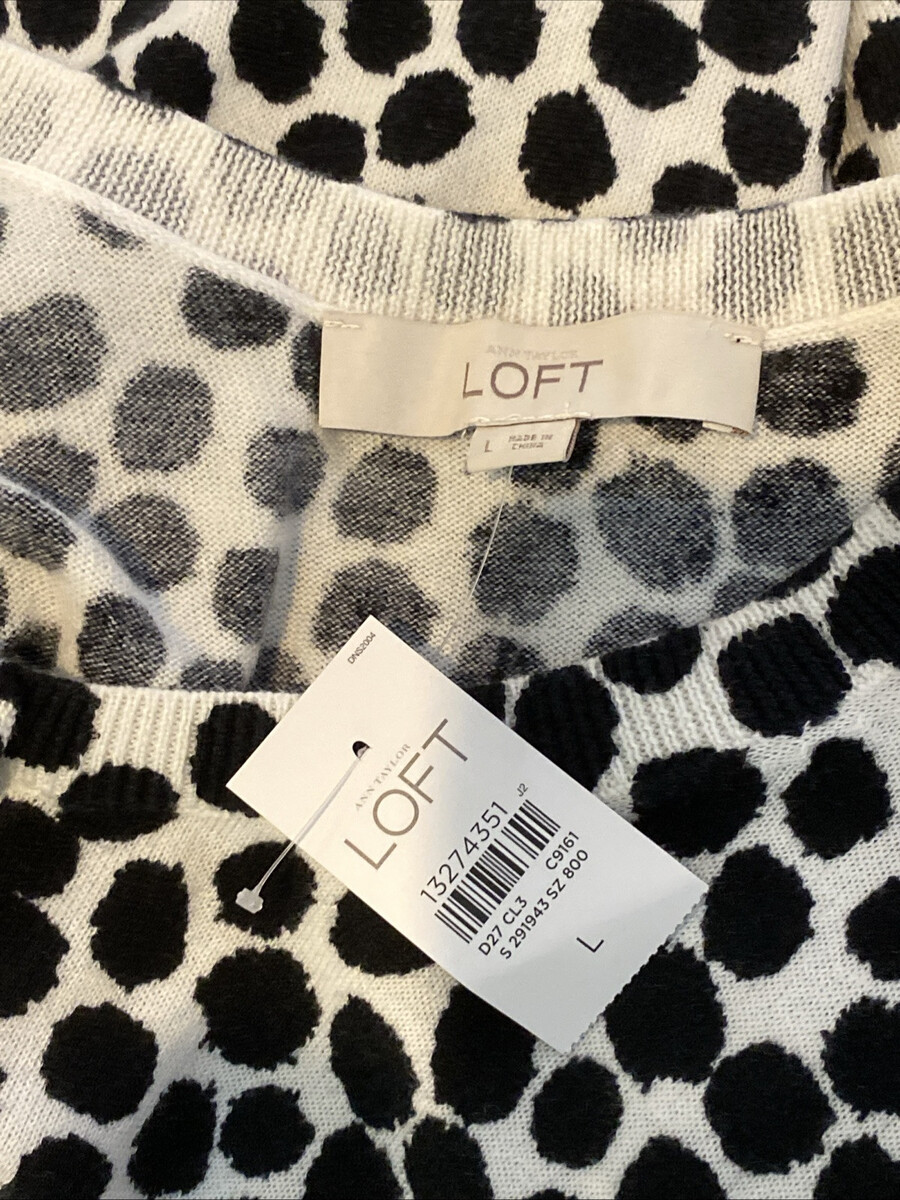 ANN TAYLOR
LOFT
L
MADE IN
CHINA
DNS2004
ANN TAYLOR
LOFT
13274351 J2
D27 CL3 C9161
S 291943 SZ 800
L